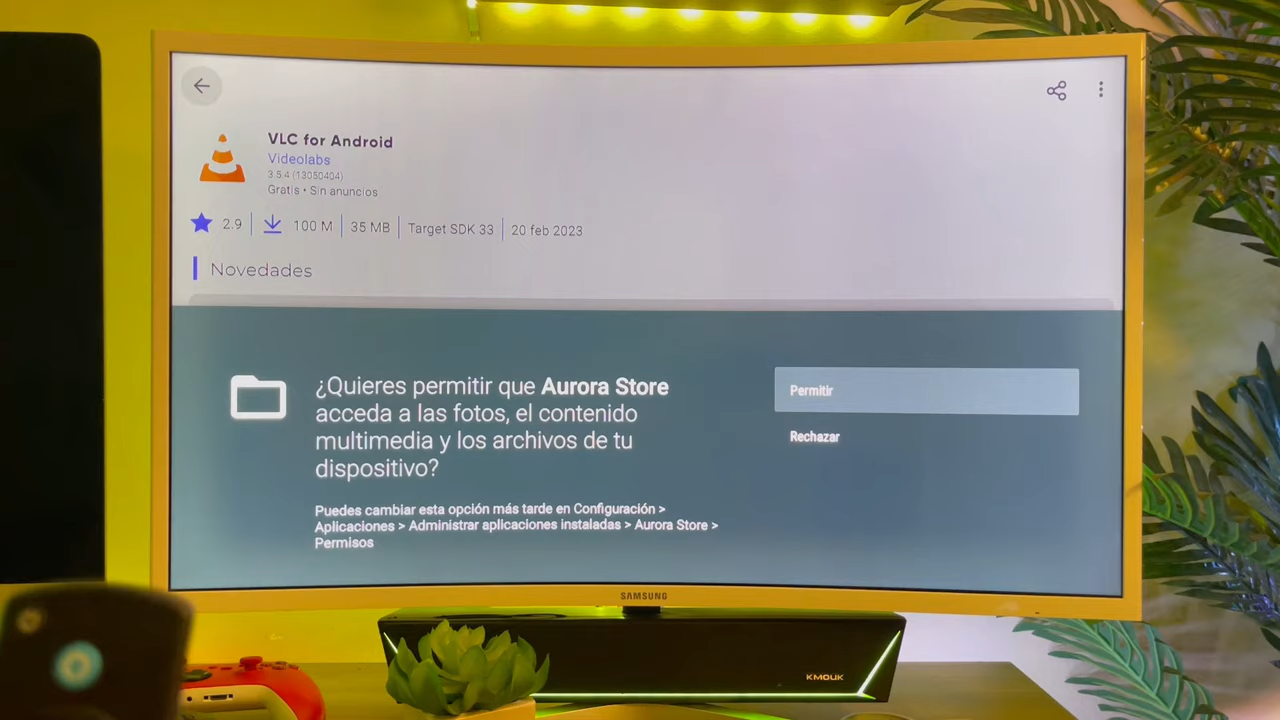 VLC for Android
Videolabs
3.5.4 (13050404)
Gratis • Sin anuncios
2.9
100 M
35 MB
Target SDK 33
20 feb 2023
Novedades
¿Quieres permitir que Aurora Store
acceda a las fotos, el contenido
multimedia y los archivos de tu
dispositivo?
Puedes cambiar esta opción más tarde en Configuración >
Aplicaciones > Administrar aplicaciones instaladas > Aurora Store >
Permisos
Permitir
Rechazar
SAMSUNG
KMOUK